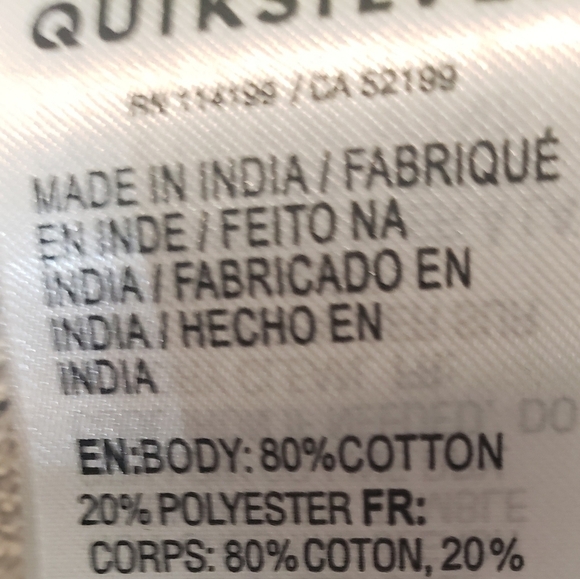 QUIKSILVE
RN 114199 / CA 52199
MADE IN INDIA / FABRIQUÉ
EN INDE / FEITO NA
INDIA / FABRICADO EN
INDIA / HECHO EN
INDIA
EN:BODY: 80%COTTON
20% POLYESTER FR:
CORPS: 80% COTON, 20%